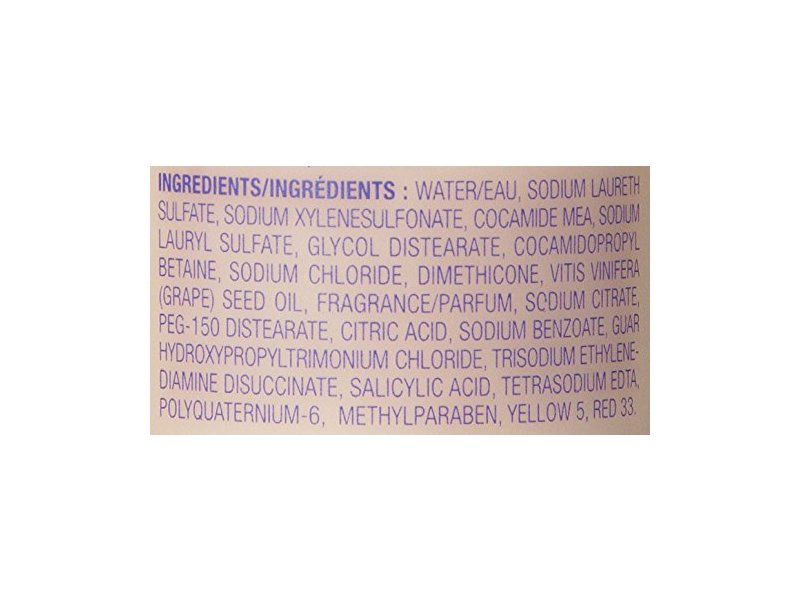 INGREDIENTS/INGRÉDIENTS : WATER/EAU, SODIUM LAURETH
SULFATE, SODIUM XYLENESULFONATE, COCAMIDE MEA, SODIUM
LAURYL SULFATE, GLYCOL DISTEARATE, COCAMIDOPROPYL
BETAINE, SODIUM CHLORIDE, DIMETHICONE, VITIS VINIFERA
(GRAPE) SEED OIL, FRAGRANCE/PARFUM, SODIUM CITRATE,
PEG-150 DISTEARATE, CITRIC ACID, SODIUM BENZOATE, GUAR
HYDROXYPROPYLTRIMONIUM CHLORIDE, TRISODIUM ETHYLENE-
DIAMINE DISUCCINATE, SALICYLIC ACID, TETRASODIUM EDTA,
POLYQUATERNIUM-6, METHYLPARABEN, YELLOW 5, RED 33.